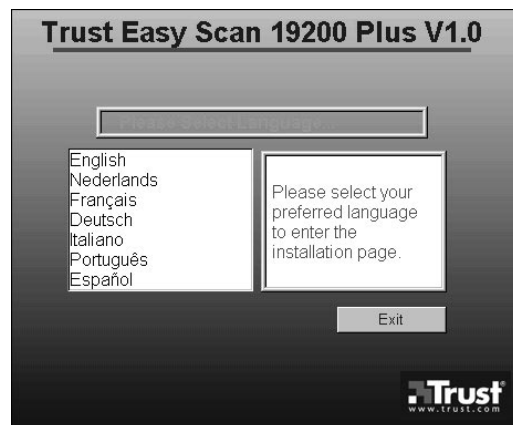 Trust Easy Scan 19200 Plus V1.0
Please Select Language...
English
Nederlands
Français
Deutsch
Italiano
Português
Español
Please select your
preferred language
to enter the
installation page.
Exit
Trust
www.trust.com